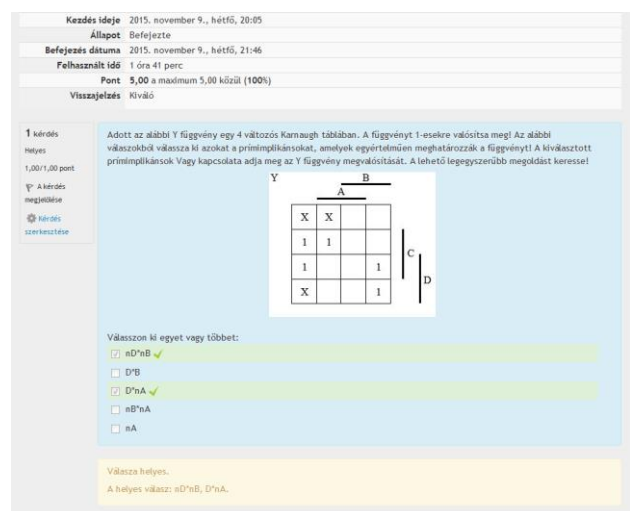 Kezdés ideje 2015. november 9., hétfő, 20:05
Állapot Befejezte
Befejezés dátuma 2015. november 9., hétfő, 21:46
Felhasznált idő 1 óra 41 perc
Pont 5,00 a maximum 5,00 közül (100%)
Visszajelzés Kiváló
1 kérdés
Helyes
1,00/1,00 pont
A kérdés
megjelölése
Kérdés
szerkesztése
Adott az alábbi Y függvény egy 4 változós Karnaugh táblában. A függvényt 1-esekre valósítsa meg! Az alábbi
válaszokból válassza ki azokat a prímimplikánsokat, amelyek egyértelműen meghatározzák a függvényt! A kiválasztott
prímimplikánsok Vagy kapcsolata adja meg az Y függvény megvalósítását. A lehető legegyszerűbb megoldást keresse!
Y B
A
X X
1 1
C
1 1
D
X 1
Válasszon ki egyet vagy többet:
nD*nB
D*B
D*nA
nB*nA
nA
Válasza helyes.
A helyes válasz: nD*nB, D*nA.